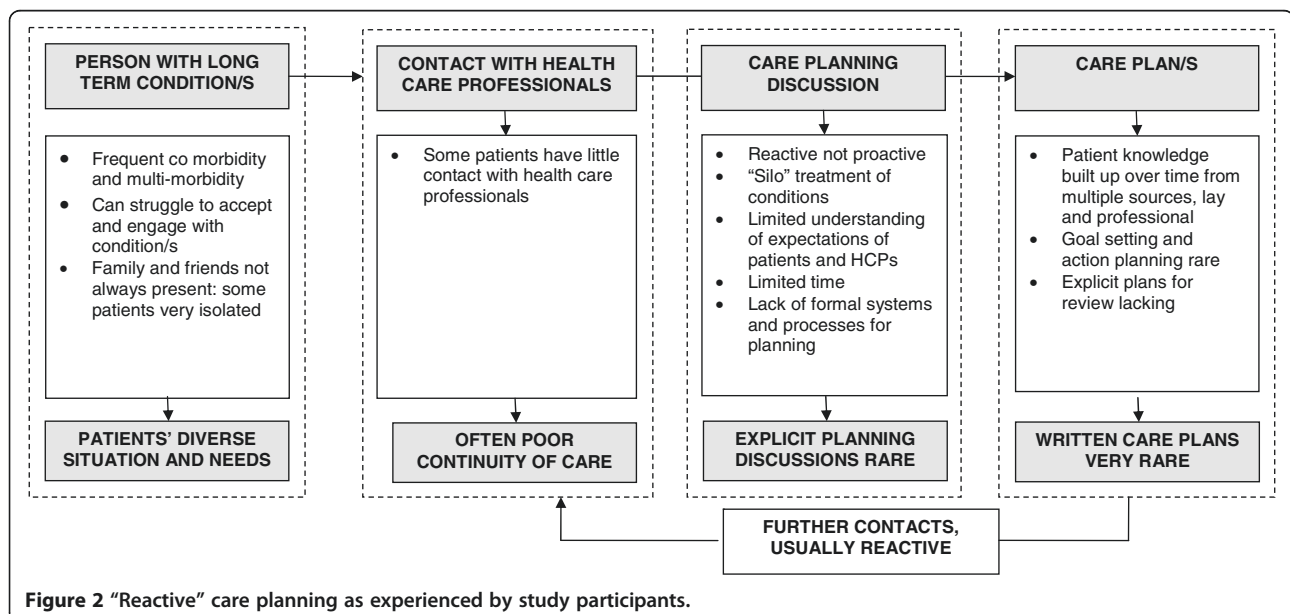 PERSON WITH LONG
TERM CONDITION/S
● Frequent co morbidity
and multi-morbidity
● Can struggle to accept
and engage with
condition/s
● Family and friends not
always present: some
patients very isolated
PATIENTS' DIVERSE
SITUATION AND NEEDS
CONTACT WITH HEALTH
CARE PROFESSIONALS
• Some patients have little
contact with health care
professionals
OFTEN POOR
CONTINUITY OF CARE
CARE PLANNING
DISCUSSION
• Reactive not proactive
• “Silo” treatment of
conditions
• Limited understanding
of expectations of
patients and HCPs
• Limited time
• Lack of formal systems
and processes for
planning
EXPLICIT PLANNING
DISCUSSIONS RARE
CARE PLAN/S
• Patient knowledge
built up over time from
multiple sources, lay
and professional
• Goal setting and
action planning rare
• Explicit plans for
review lacking
WRITTEN CARE PLANS
VERY RARE
FURTHER CONTACTS,
USUALLY REACTIVE
Figure 2 “Reactive” care planning as experienced by study participants.